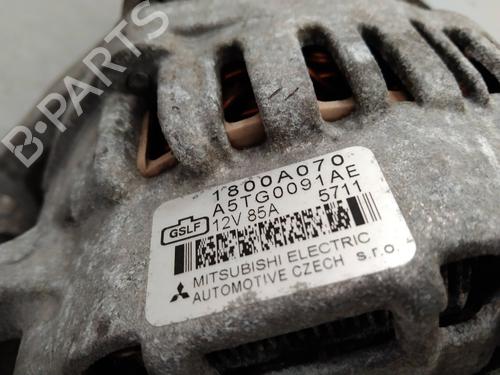 B-PARTS
1800A070
A5TG0091AE
GSLF 12V 85A 5711
MITSUBISHI ELECTRIC
AUTOMOTIVE CZECH s.r.o.